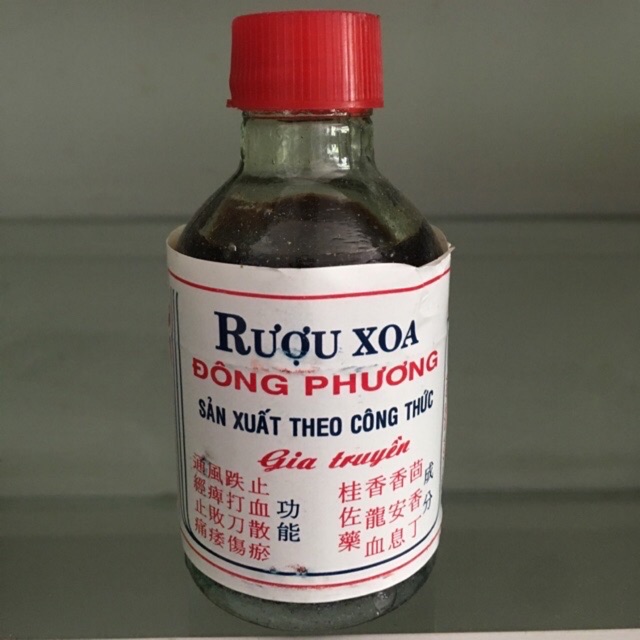 RƯỢU XOA
ĐÔNG PHƯƠNG
SẢN XUẤT THEO CÔNG THỨC
Gia truyền
成分
茴香丁
香安息
香龍血
桂佐藥
功能
止血散瘀
跌打刀傷
風痺敗痿
通經止痛